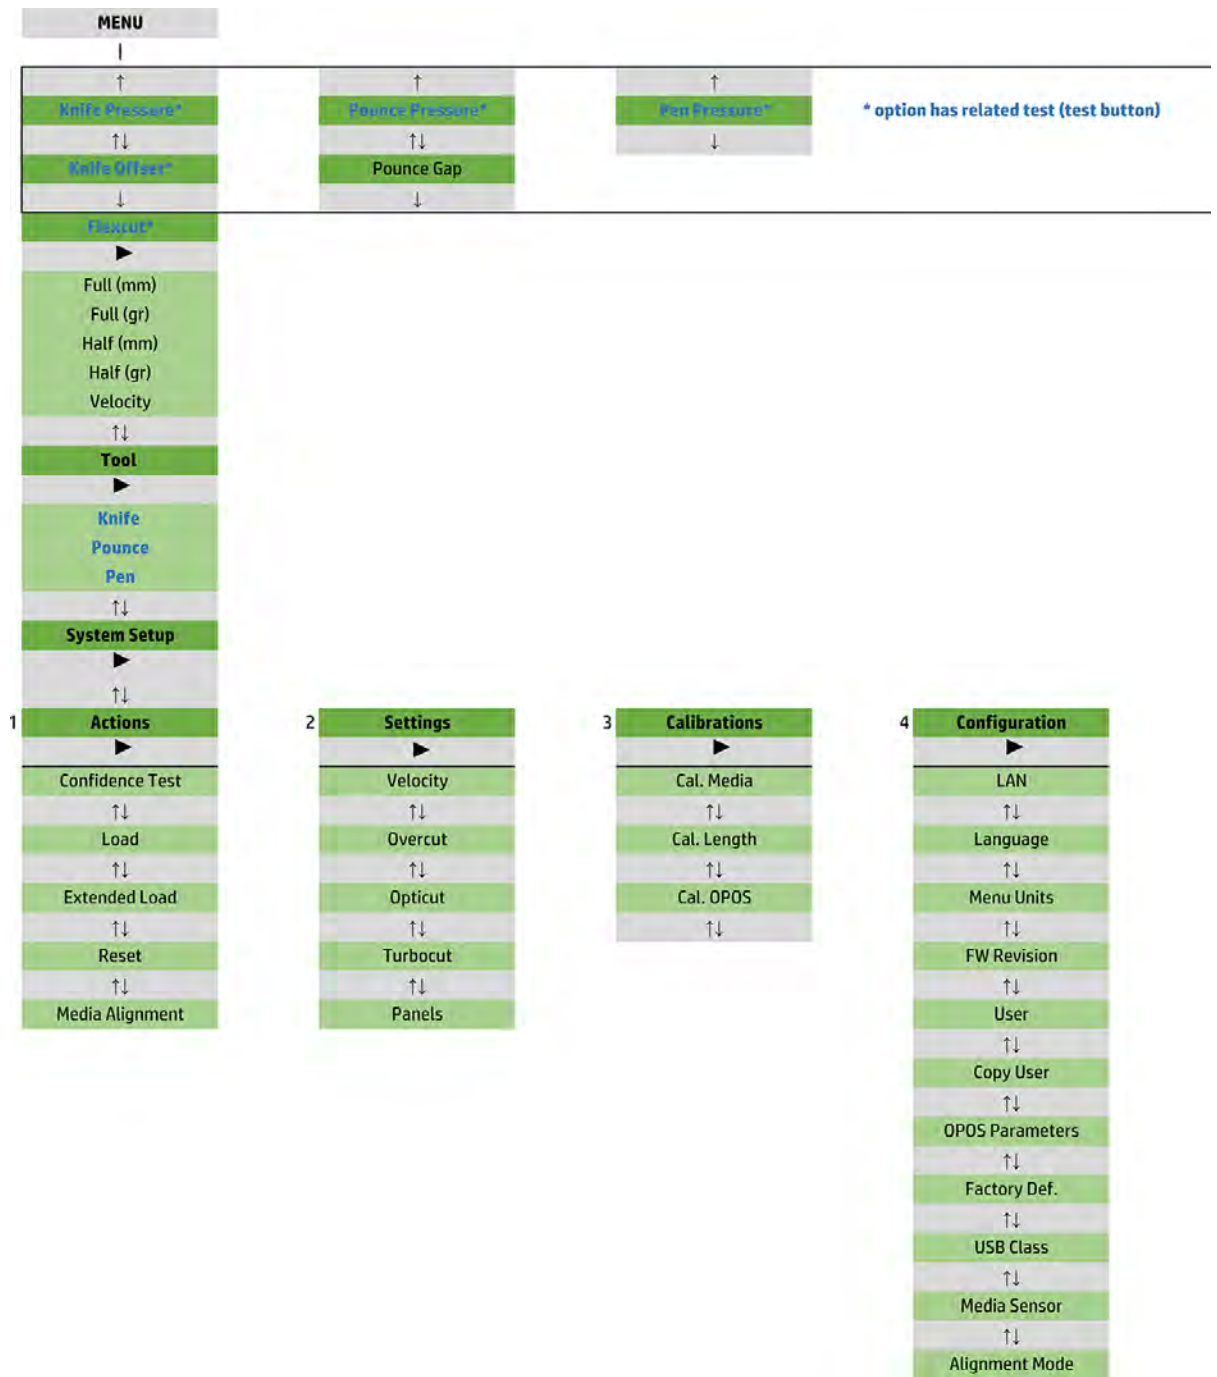 MENU
Knife Pressure* Pounce Pressure* Pen Pressure* * option has related test (test button)
Knife Offset* Pounce Gap
Flexcut*
Full (mm)
Full (gr)
Half (mm)
Half (gr)
Velocity
Tool
Knife
Pounce
Pen
System Setup
1 Actions 2 Settings 3 Calibrations 4 Configuration
Confidence Test Velocity Cal. Media LAN
Load Overcut Cal. Length Language
Extended Load Opticut Cal. OPOS Menu Units
Reset Turbocut FW Revision
Media Alignment Panels User
Copy User
OPOS Parameters
Factory Def.
USB Class
Media Sensor
Alignment Mode